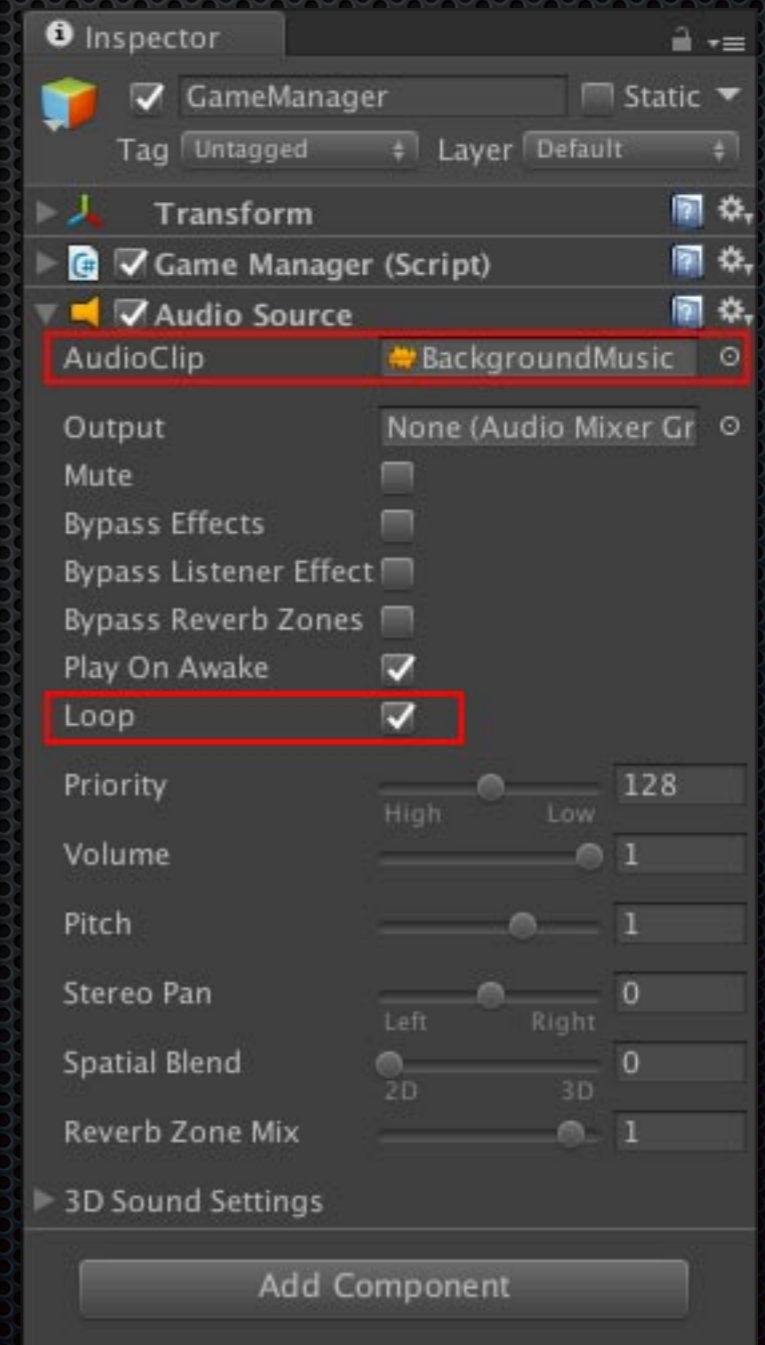 Inspector
GameManager Static
Tag Untagged Layer Default
Transform
Game Manager (Script)
Audio Source
AudioClip BackgroundMusic
Output None (Audio Mixer Gr
Mute
Bypass Effects
Bypass Listener Effect
Bypass Reverb Zones
Play On Awake
Loop
Priority 128
High Low
Volume 1
Pitch 1
Stereo Pan 0
Left Right
Spatial Blend 0
2D 3D
Reverb Zone Mix 1
3D Sound Settings
Add Component